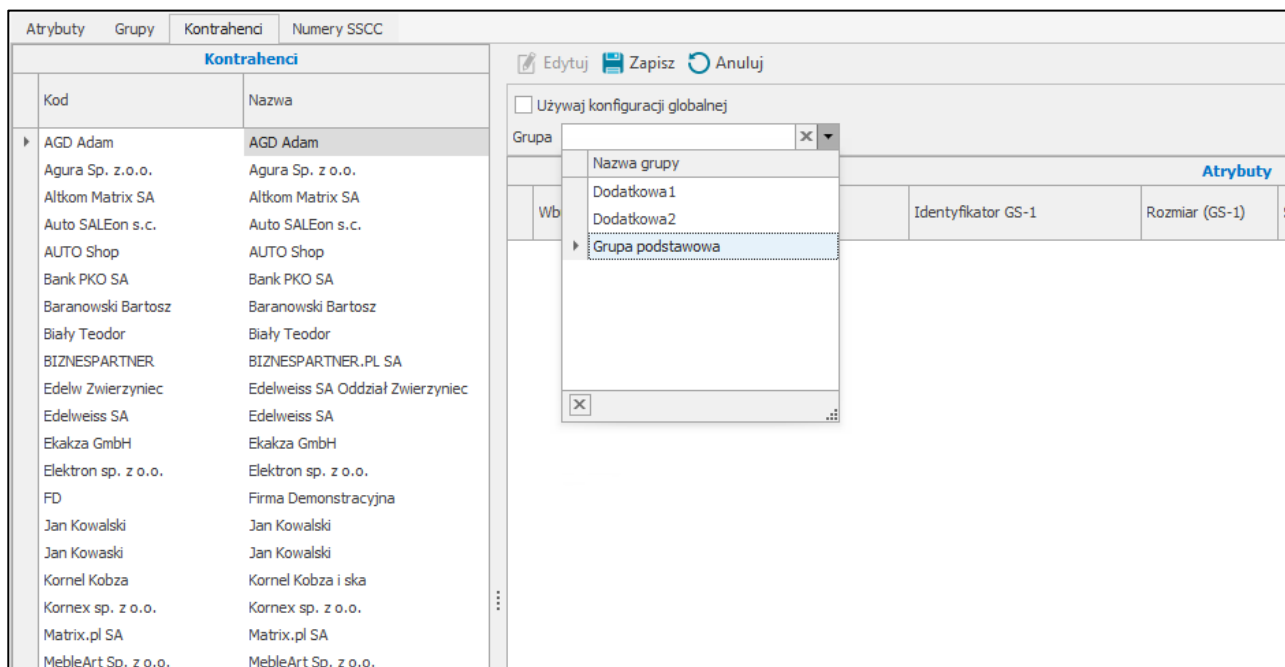 Atrybuty Grupy Kontrahenci Numery SSCC
Kontrahenci
Kod Nazwa
AGD Adam AGD Adam
Agura Sp. z.o.o. Agura Sp. z o.o.
Altkom Matrix SA Altkom Matrix SA
Auto SALEon s.c. Auto SALEon s.c.
AUTO Shop AUTO Shop
Bank PKO SA Bank PKO SA
Baranowski Bartosz Baranowski Bartosz
Biały Teodor Biały Teodor
BIZNESPARTNER BIZNESPARTNER.PL SA
Edelw Zwierzyniec Edelweiss SA Oddział Zwierzyniec
Edelweiss SA Edelweiss SA
Ekakza GmbH Ekakza GmbH
Elektron sp. z o.o. Elektron sp. z o.o.
FD Firma Demonstracyjna
Jan Kowalski Jan Kowalski
Jan Kowaski Jan Kowalski
Kornel Kobza Kornel Kobza i ska
Kornex sp. z o.o. Kornex sp. z o.o.
Matrix.pl SA Matrix.pl SA
MebleArt Sp. z o.o. MebleArt Sp. z o.o.
Edytuj Zapisz Anuluj
Używaj konfiguracji globalnej
Grupa
Nazwa grupy
Dodatkowa1
Dodatkowa2
Grupa podstawowa
Atrybuty
Identyfikator GS-1 Rozmiar (GS-1)